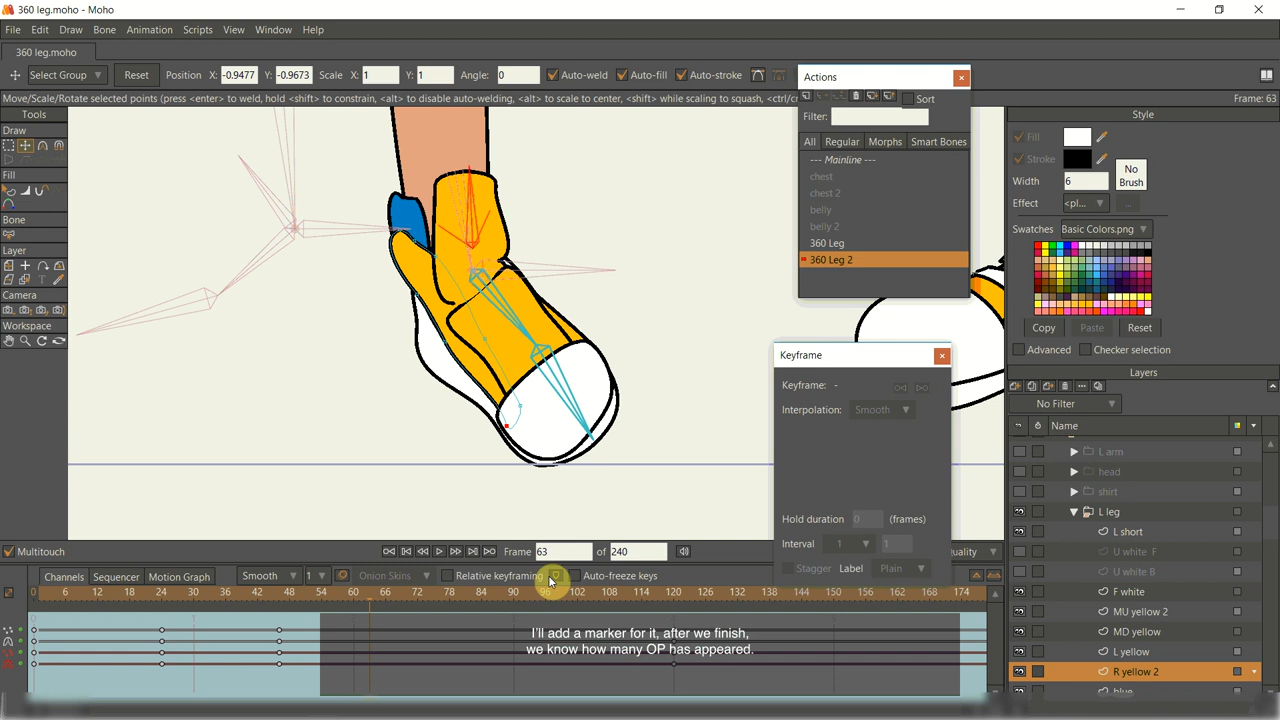 360 leg.moho - Moho
File Edit Draw Bone Animation Scripts View Window Help
360 leg.moho
Select Group Reset Position X: -0.9477 Y: -0.9673 Scale X: 1 Y: 1 Angle: 0 Auto-weld Auto-fill Auto-stroke
Move/Scale/Rotate selected points (press <enter> to weld, hold <shift> to constrain, <alt> to disable auto-welding, <alt> to scale to center, <shift> while scaling to squash, <ctrl/c
Frame: 63
Tools
Draw
Fill
Bone
Layer
Camera
Workspace
Actions
Sort
Filter:
All Regular Morphs Smart Bones
--- Mainline ---
chest
chest 2
belly
belly 2
360 Leg
360 Leg 2
Keyframe
Keyframe: -
Interpolation: Smooth
Hold duration 0 (frames)
Interval 1 1
Stagger Label Plain
Style
Fill
Stroke
No
Brush
Width 6
Effect <pl... ...
Swatches Basic Colors.png
Copy Paste Reset
Advanced Checker selection
Layers
No Filter
Name
L arm
head
shirt
L leg
L short
U white F
U white B
F white
MU yellow 2
MD yellow
L yellow
R yellow 2
blue
Multitouch
Frame 63 of 240
uality
Channels Sequencer Motion Graph Smooth 1 Onion Skins Relative keyframing Auto-freeze keys
0 6 12 18 24 30 36 42 48 54 60 66 72 78 84 90 96 102 108 114 120 126 132 138 144 150 156 162 168 174
0 1 2 3 4 5
I'll add a marker for it, after we finish,
we know how many OP has appeared.